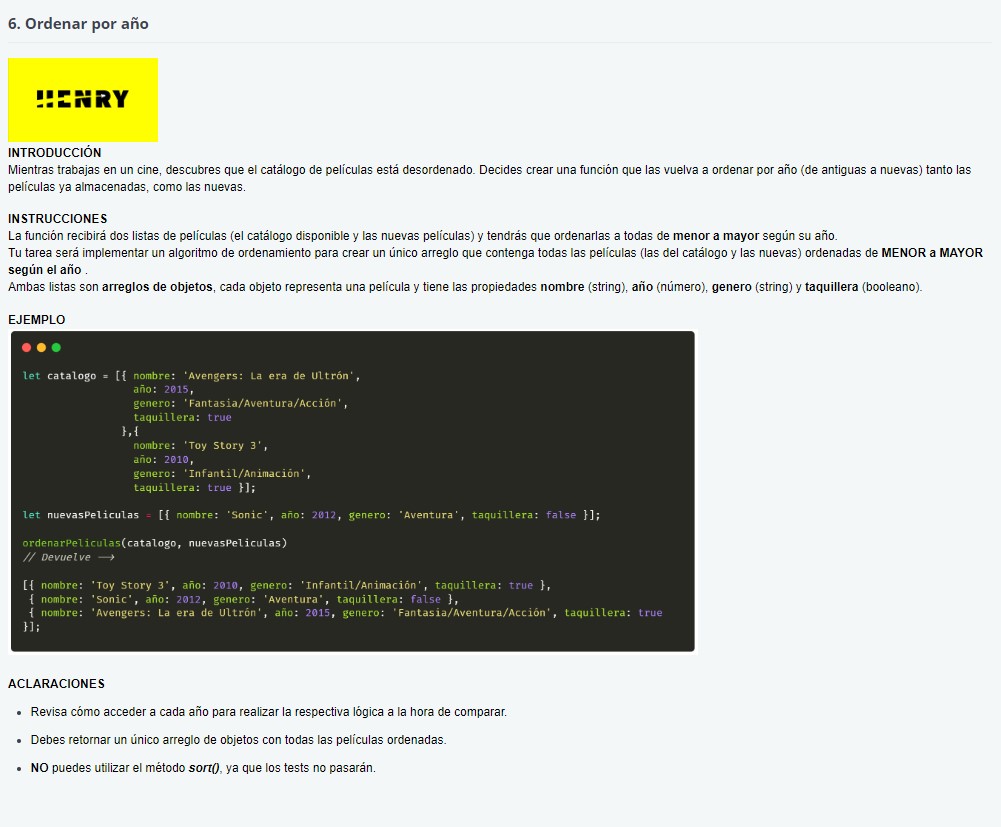 6. Ordenar por año
HENRY
INTRODUCCIÓN
Mientras trabajas en un cine, descubres que el catálogo de películas está desordenado. Decides crear una función que las vuelva a ordenar por año (de antiguas a nuevas) tanto las
películas ya almacenadas, como las nuevas.
INSTRUCCIONES
La función recibirá dos listas de películas (el catálogo disponible y las nuevas películas) y tendrás que ordenarlas a todas de menor a mayor según su año.
Tu tarea será implementar un algoritmo de ordenamiento para crear un único arreglo que contenga todas las películas (las del catálogo y las nuevas) ordenadas de MENOR a MAYOR
según el año .
Ambas listas son arreglos de objetos, cada objeto representa una película y tiene las propiedades nombre (string), año (número), genero (string) y taquillera (booleano).
EJEMPLO
let catalogo = [{ nombre: 'Avengers: La era de Ultrón',
año: 2015,
genero: 'Fantasia/Aventura/Acción',
taquillera: true
},{
nombre: 'Toy Story 3',
año: 2010,
genero: 'Infantil/Animación',
taquillera: true }];
let nuevasPeliculas = [{ nombre: 'Sonic', año: 2012, genero: 'Aventura', taquillera: false }];
ordenarPeliculas(catalogo, nuevasPeliculas)
// Devuelve -->
[{ nombre: 'Toy Story 3', año: 2010, genero: 'Infantil/Animación', taquillera: true },
{ nombre: 'Sonic', año: 2012, genero: 'Aventura', taquillera: false },
{ nombre: 'Avengers: La era de Ultrón', año: 2015, genero: 'Fantasia/Aventura/Acción', taquillera: true
}];
ACLARACIONES
• Revisa cómo acceder a cada año para realizar la respectiva lógica a la hora de comparar.
• Debes retornar un único arreglo de objetos con todas las películas ordenadas.
• NO puedes utilizar el método sort(), ya que los tests no pasarán.